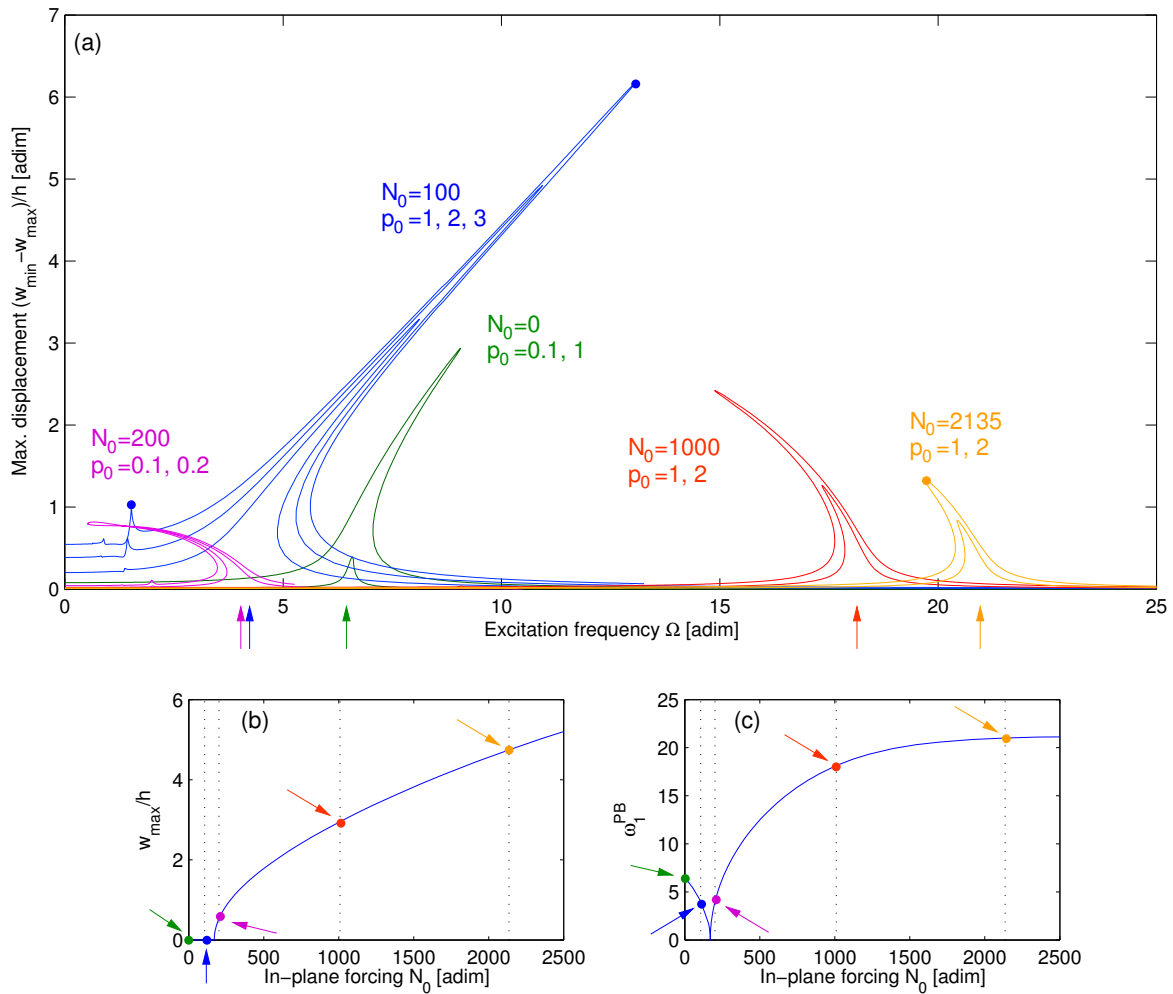 (a)
7
6
5
4
3
2
1
0
Max. displacement (w_min−w_max)/h [adim]
N_0=100
p_0=1, 2, 3
N_0=0
p_0=0.1, 1
N_0=200
p_0=0.1, 0.2
N_0=1000
p_0=1, 2
N_0=2135
p_0=1, 2
0 5 10 15 20 25
Excitation frequency Ω [adim]
(b)
6
4
2
0
w_max/h
0 500 1000 1500 2000 2500
In−plane forcing N_0 [adim]
(c)
25
20
15
10
5
0
ω_1^PB
0 500 1000 1500 2000 2500
In−plane forcing N_0 [adim]